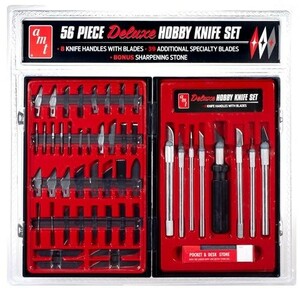 amt
56 PIECE Deluxe HOBBY KNIFE SET
8 KNIFE HANDLES WITH BLADES • 39 ADDITIONAL SPECIALTY BLADES
• BONUS SHARPENING STONE
amt
Deluxe HOBBY KNIFE SET
POCKET & DESK STONE